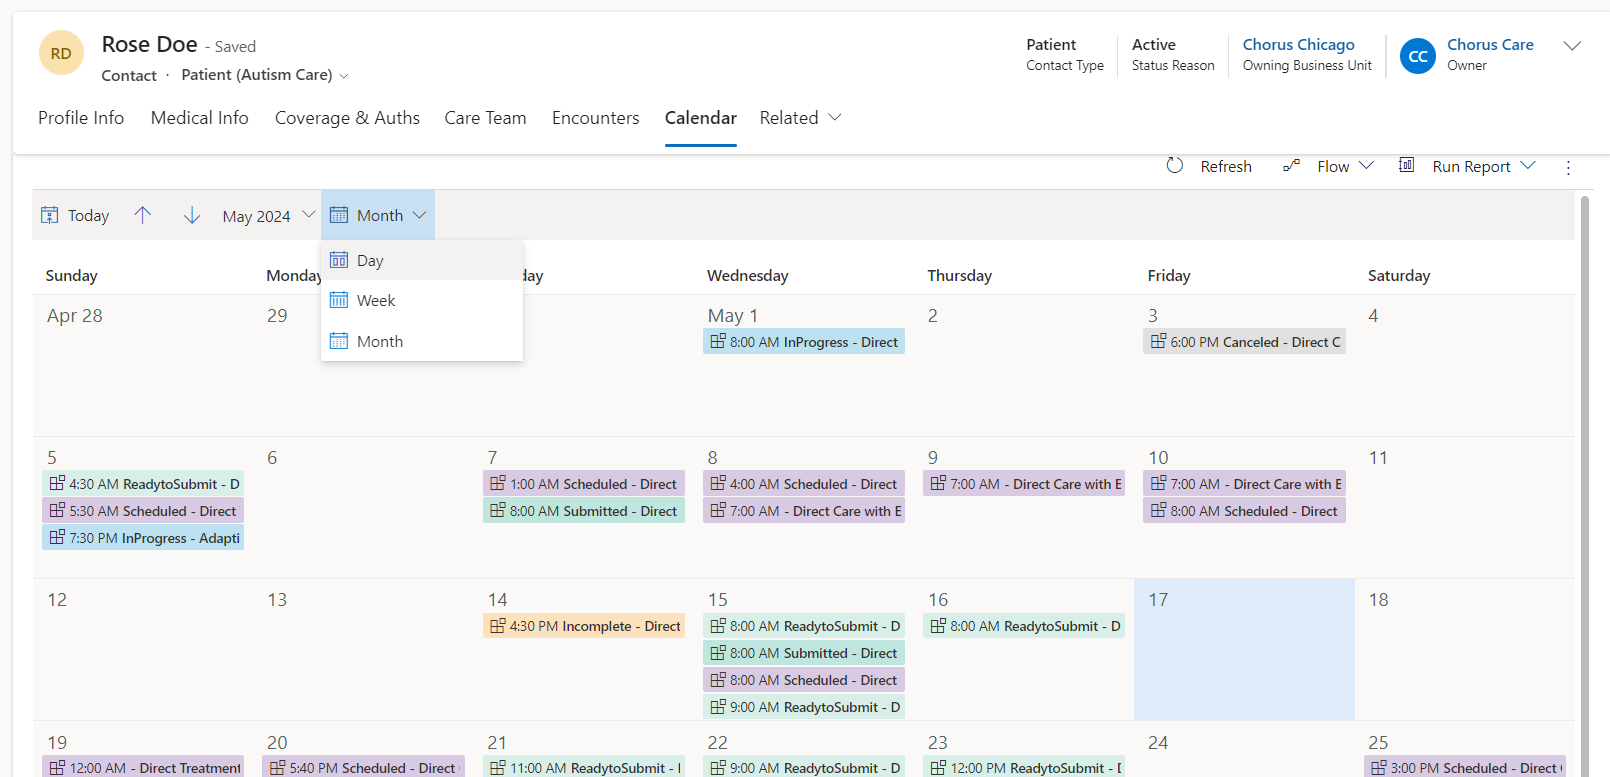 RD
Rose Doe - Saved
Contact · Patient (Autism Care)
Patient
Contact Type
Active
Status Reason
Chorus Chicago
Owning Business Unit
CC
Chorus Care
Owner
Profile Info Medical Info Coverage & Auths Care Team Encounters Calendar Related
Refresh Flow Run Report
Today May 2024 Month
Day
Week
Month
Sunday Monday day Wednesday Thursday Friday Saturday
Apr 28 29 May 1 2 3 4
8:00 AM InProgress - Direct
6:00 PM Canceled - Direct C
5 6 7 8 9 10 11
4:30 AM ReadytoSubmit - D
5:30 AM Scheduled - Direct
7:30 PM InProgress - Adapti
1:00 AM Scheduled - Direct
8:00 AM Submitted - Direct
4:00 AM Scheduled - Direct
7:00 AM - Direct Care with E
7:00 AM - Direct Care with E
7:00 AM - Direct Care with E
8:00 AM Scheduled - Direct
12 13 14 15 16 17 18
4:30 PM Incomplete - Direct
8:00 AM ReadytoSubmit - D
8:00 AM Submitted - Direct
8:00 AM Scheduled - Direct
9:00 AM ReadytoSubmit - D
8:00 AM ReadytoSubmit - D
19 20 21 22 23 24 25
12:00 AM - Direct Treatment
5:40 PM Scheduled - Direct
11:00 AM ReadytoSubmit - I
9:00 AM ReadytoSubmit - D
12:00 PM ReadytoSubmit - [
3:00 PM Scheduled - Direct